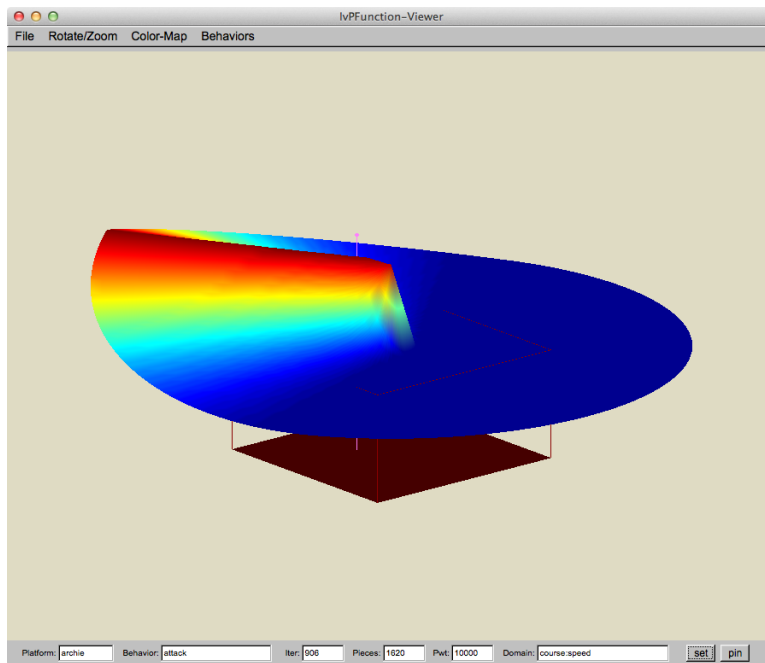 IvPFunction-Viewer
File Rotate/Zoom Color-Map Behaviors
Platform: archie Behavior: attack Iter: 906 Pieces: 1620 Pwt: 10000 Domain: course:speed set pin